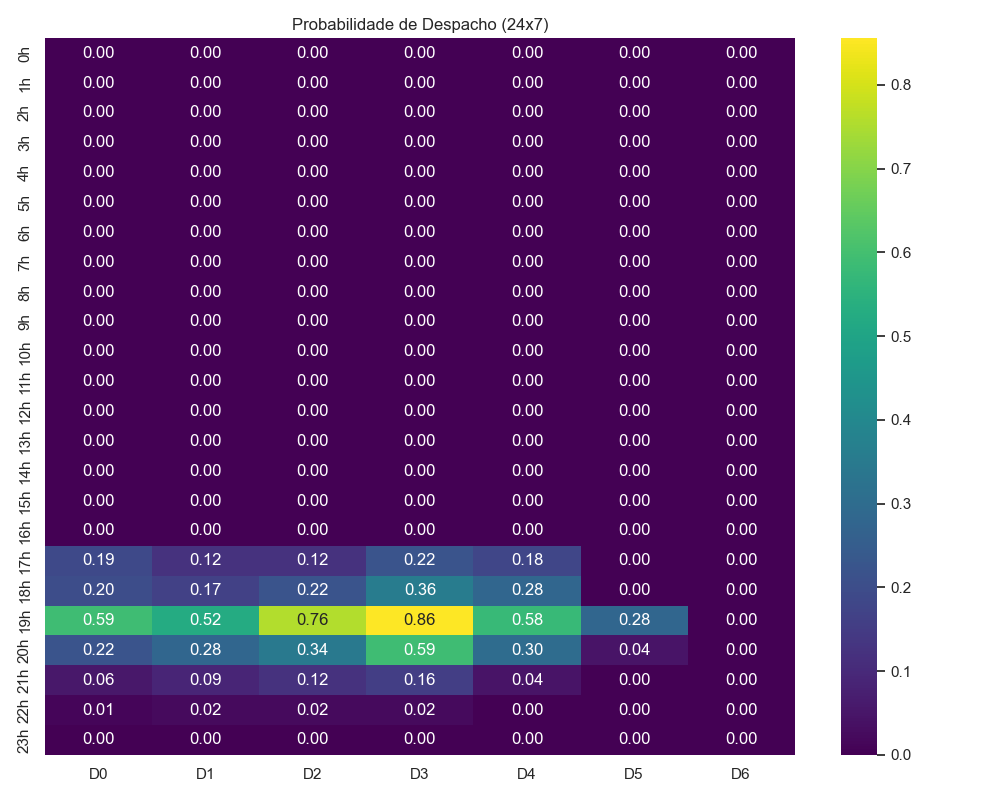 Probabilidade de Despacho (24x7)
0h 0.00 0.00 0.00 0.00 0.00 0.00 0.00
1h 0.00 0.00 0.00 0.00 0.00 0.00 0.00
2h 0.00 0.00 0.00 0.00 0.00 0.00 0.00
3h 0.00 0.00 0.00 0.00 0.00 0.00 0.00
4h 0.00 0.00 0.00 0.00 0.00 0.00 0.00
5h 0.00 0.00 0.00 0.00 0.00 0.00 0.00
6h 0.00 0.00 0.00 0.00 0.00 0.00 0.00
7h 0.00 0.00 0.00 0.00 0.00 0.00 0.00
8h 0.00 0.00 0.00 0.00 0.00 0.00 0.00
9h 0.00 0.00 0.00 0.00 0.00 0.00 0.00
10h 0.00 0.00 0.00 0.00 0.00 0.00 0.00
11h 0.00 0.00 0.00 0.00 0.00 0.00 0.00
12h 0.00 0.00 0.00 0.00 0.00 0.00 0.00
13h 0.00 0.00 0.00 0.00 0.00 0.00 0.00
14h 0.00 0.00 0.00 0.00 0.00 0.00 0.00
15h 0.00 0.00 0.00 0.00 0.00 0.00 0.00
16h 0.00 0.00 0.00 0.00 0.00 0.00 0.00
17h 0.19 0.12 0.12 0.22 0.18 0.00 0.00
18h 0.20 0.17 0.22 0.36 0.28 0.00 0.00
19h 0.59 0.52 0.76 0.86 0.58 0.28 0.00
20h 0.22 0.28 0.34 0.59 0.30 0.04 0.00
21h 0.06 0.09 0.12 0.16 0.04 0.00 0.00
22h 0.01 0.02 0.02 0.02 0.00 0.00 0.00
23h 0.00 0.00 0.00 0.00 0.00 0.00 0.00
D0 D1 D2 D3 D4 D5 D6
0.8
0.7
0.6
0.5
0.4
0.3
0.2
0.1
0.0